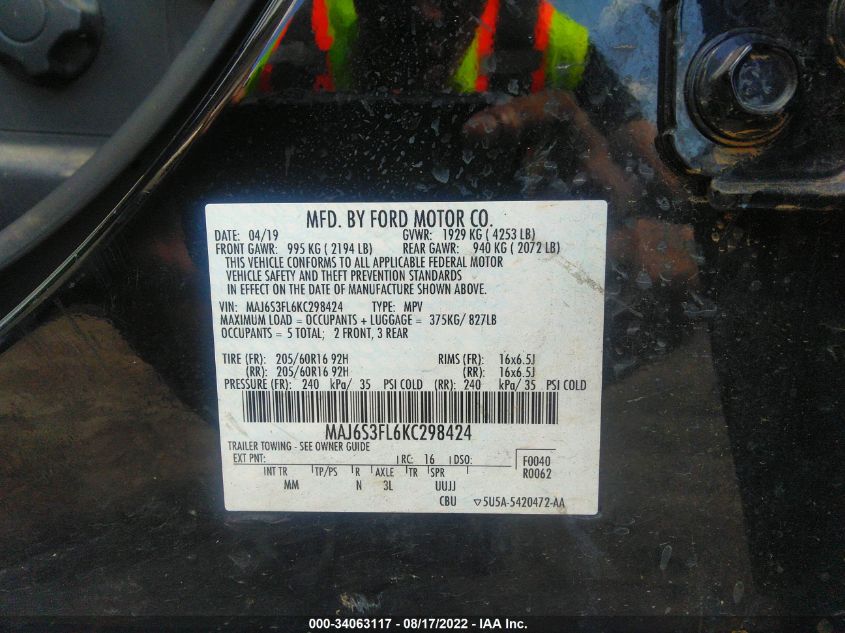 MFD. BY FORD MOTOR CO.
DATE: 04/19 GVWR: 1929 KG ( 4253 LB)
FRONT GAWR: 995 KG ( 2194 LB) REAR GAWR: 940 KG ( 2072 LB)
THIS VEHICLE CONFORMS TO ALL APPLICABLE FEDERAL MOTOR
VEHICLE SAFETY AND THEFT PREVENTION STANDARDS
IN EFFECT ON THE DATE OF MANUFACTURE SHOWN ABOVE.
VIN: MAJ6S3FL6KC298424 TYPE: MPV
MAXIMUM LOAD = OCCUPANTS + LUGGAGE = 375KG/ 827LB
OCCUPANTS = 5 TOTAL; 2 FRONT, 3 REAR
TIRE (FR): 205/60R16 92H RIMS (FR): 16x6.5J
(RR): 205/60R16 92H (RR): 16x6.5J
PRESSURE (FR): 240 kPa/ 35 PSI COLD (RR): 240 kPa/ 35 PSI COLD
MAJ6S3FL6KC298424
TRAILER TOWING - SEE OWNER GUIDE
EXT PNT: RC: 16 DSO: F0040
INT TR TP/PS R AXLE TR SPR R0062
MM N 3L UUJJ
CBU ▽5U5A-5420472-AA
000-34063117 - 08/17/2022 - IAA Inc.